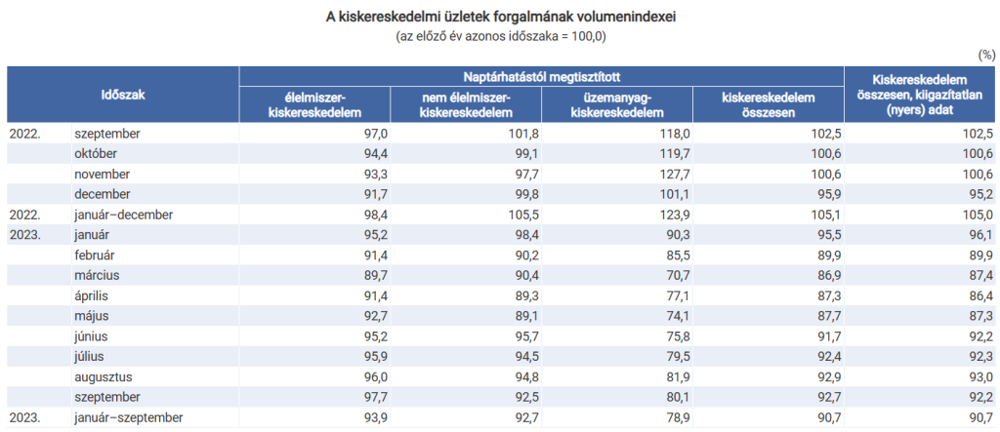 A kiskereskedelmi üzletek forgalmának volumenindexei
(az előző év azonos időszaka = 100,0)
(%)
Időszak
Naptárhatástól megtisztított
Kiskereskedelem
összesen, kiigazítatlan
(nyers) adat
élelmiszer-
kiskereskedelem
nem élelmiszer-
kiskereskedelem
üzemanyag-
kiskereskedelem
kiskereskedelem
összesen
2022. szeptember 97,0 101,8 118,0 102,5 102,5
október 94,4 99,1 119,7 100,6 100,6
november 93,3 97,7 127,7 100,6 100,6
december 91,7 99,8 101,1 95,9 95,2
2022. január–december 98,4 105,5 123,9 105,1 105,0
2023. január 95,2 98,4 90,3 95,5 96,1
február 91,4 90,2 85,5 89,9 89,9
március 89,7 90,4 70,7 86,9 87,4
április 91,4 89,3 77,1 87,3 86,4
május 92,7 89,1 74,1 87,7 87,3
június 95,2 95,7 75,8 91,7 92,2
július 95,9 94,5 79,5 92,4 92,3
augusztus 96,0 94,8 81,9 92,9 93,0
szeptember 97,7 92,5 80,1 92,7 92,2
2023. január–szeptember 93,9 92,7 78,9 90,7 90,7